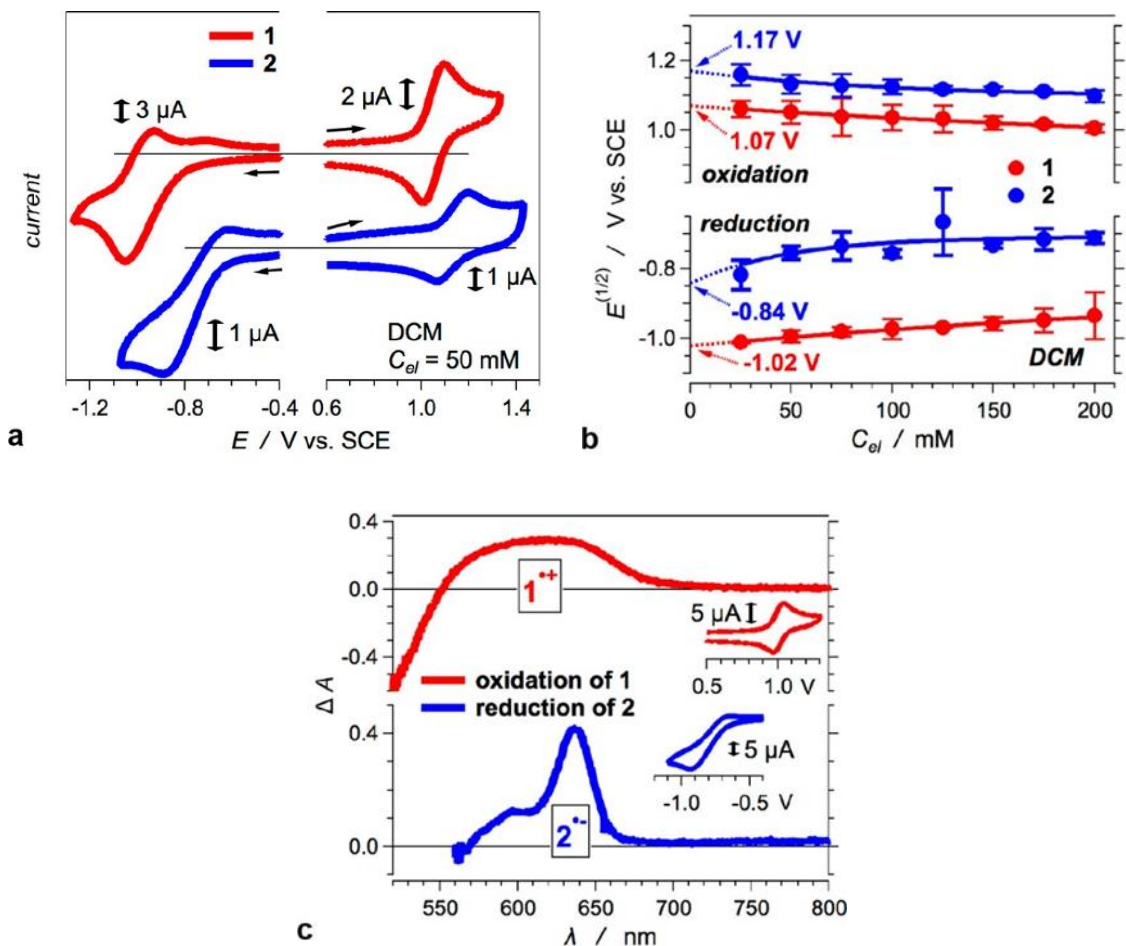 1
2
3 µA
2 µA
1 µA
1 µA
DCM
C_el = 50 mM
current
-1.2 -0.8 -0.4 0.6 1.0 1.4
E / V vs. SCE
a
1.17 V
1.2
1.0
1.07 V
oxidation
1
2
reduction
-0.8
-0.84 V
-1.0
-1.02 V
DCM
E^(1/2) / V vs. SCE
0 50 100 150 200
C_el / mM
b
0.4
0.0
-0.4
1•+
5 µA
0.5 1.0 V
oxidation of 1
reduction of 2
ΔA
0.4
0.0
2•-
5 µA
-1.0 -0.5 V
550 600 650 700 750 800
λ / nm
c